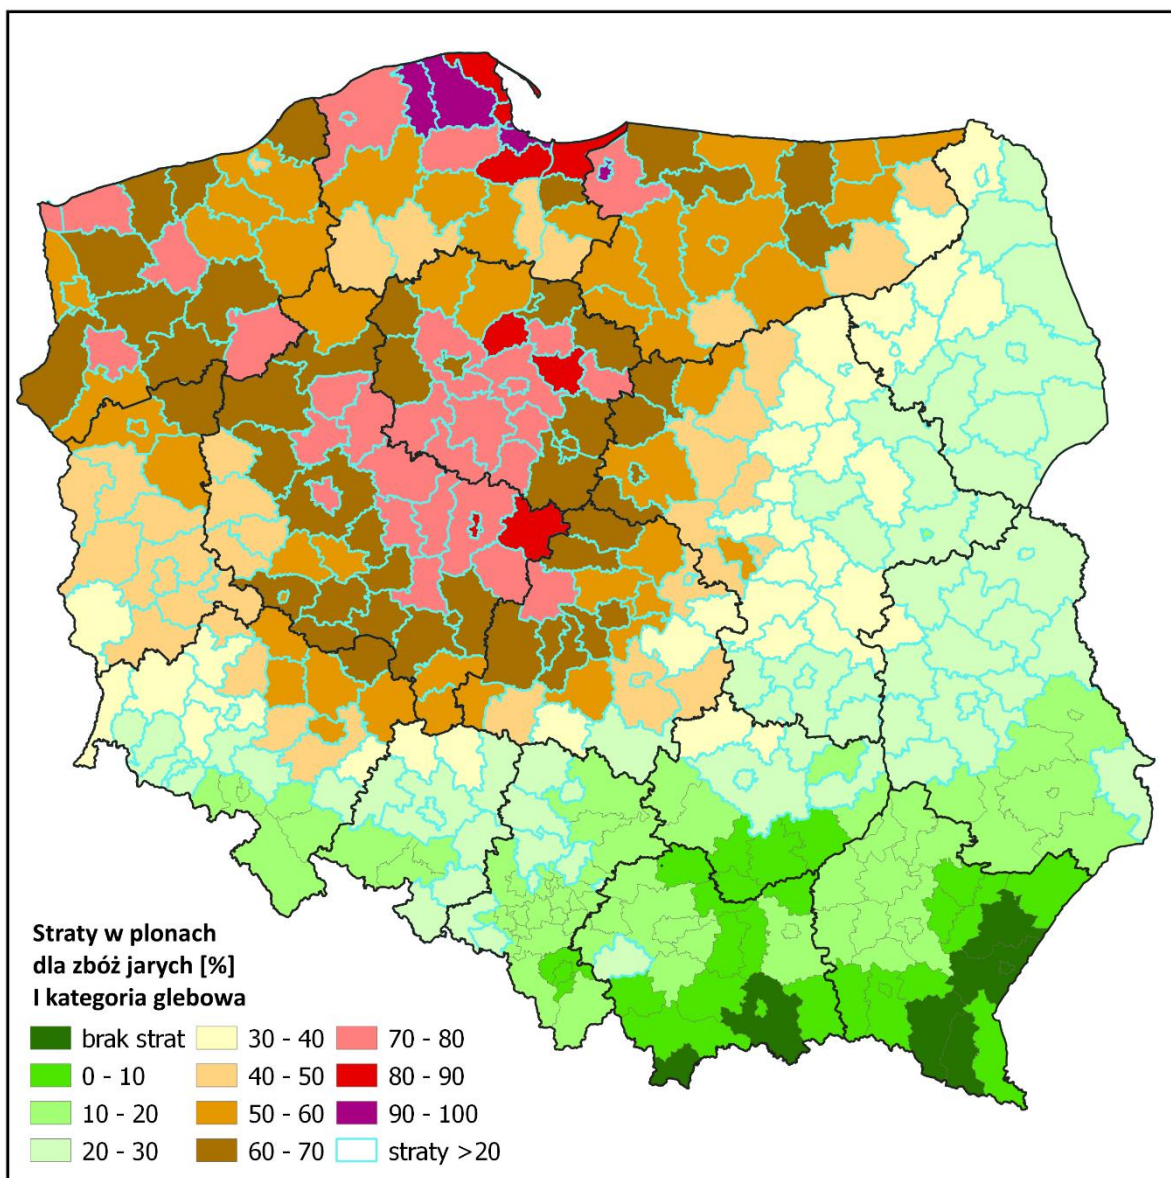 Straty w plonach
dla zbóż jarych [%]
I kategoria glebowa
brak strat
0 - 10
10 - 20
20 - 30
30 - 40
40 - 50
50 - 60
60 - 70
70 - 80
80 - 90
90 - 100
straty >20